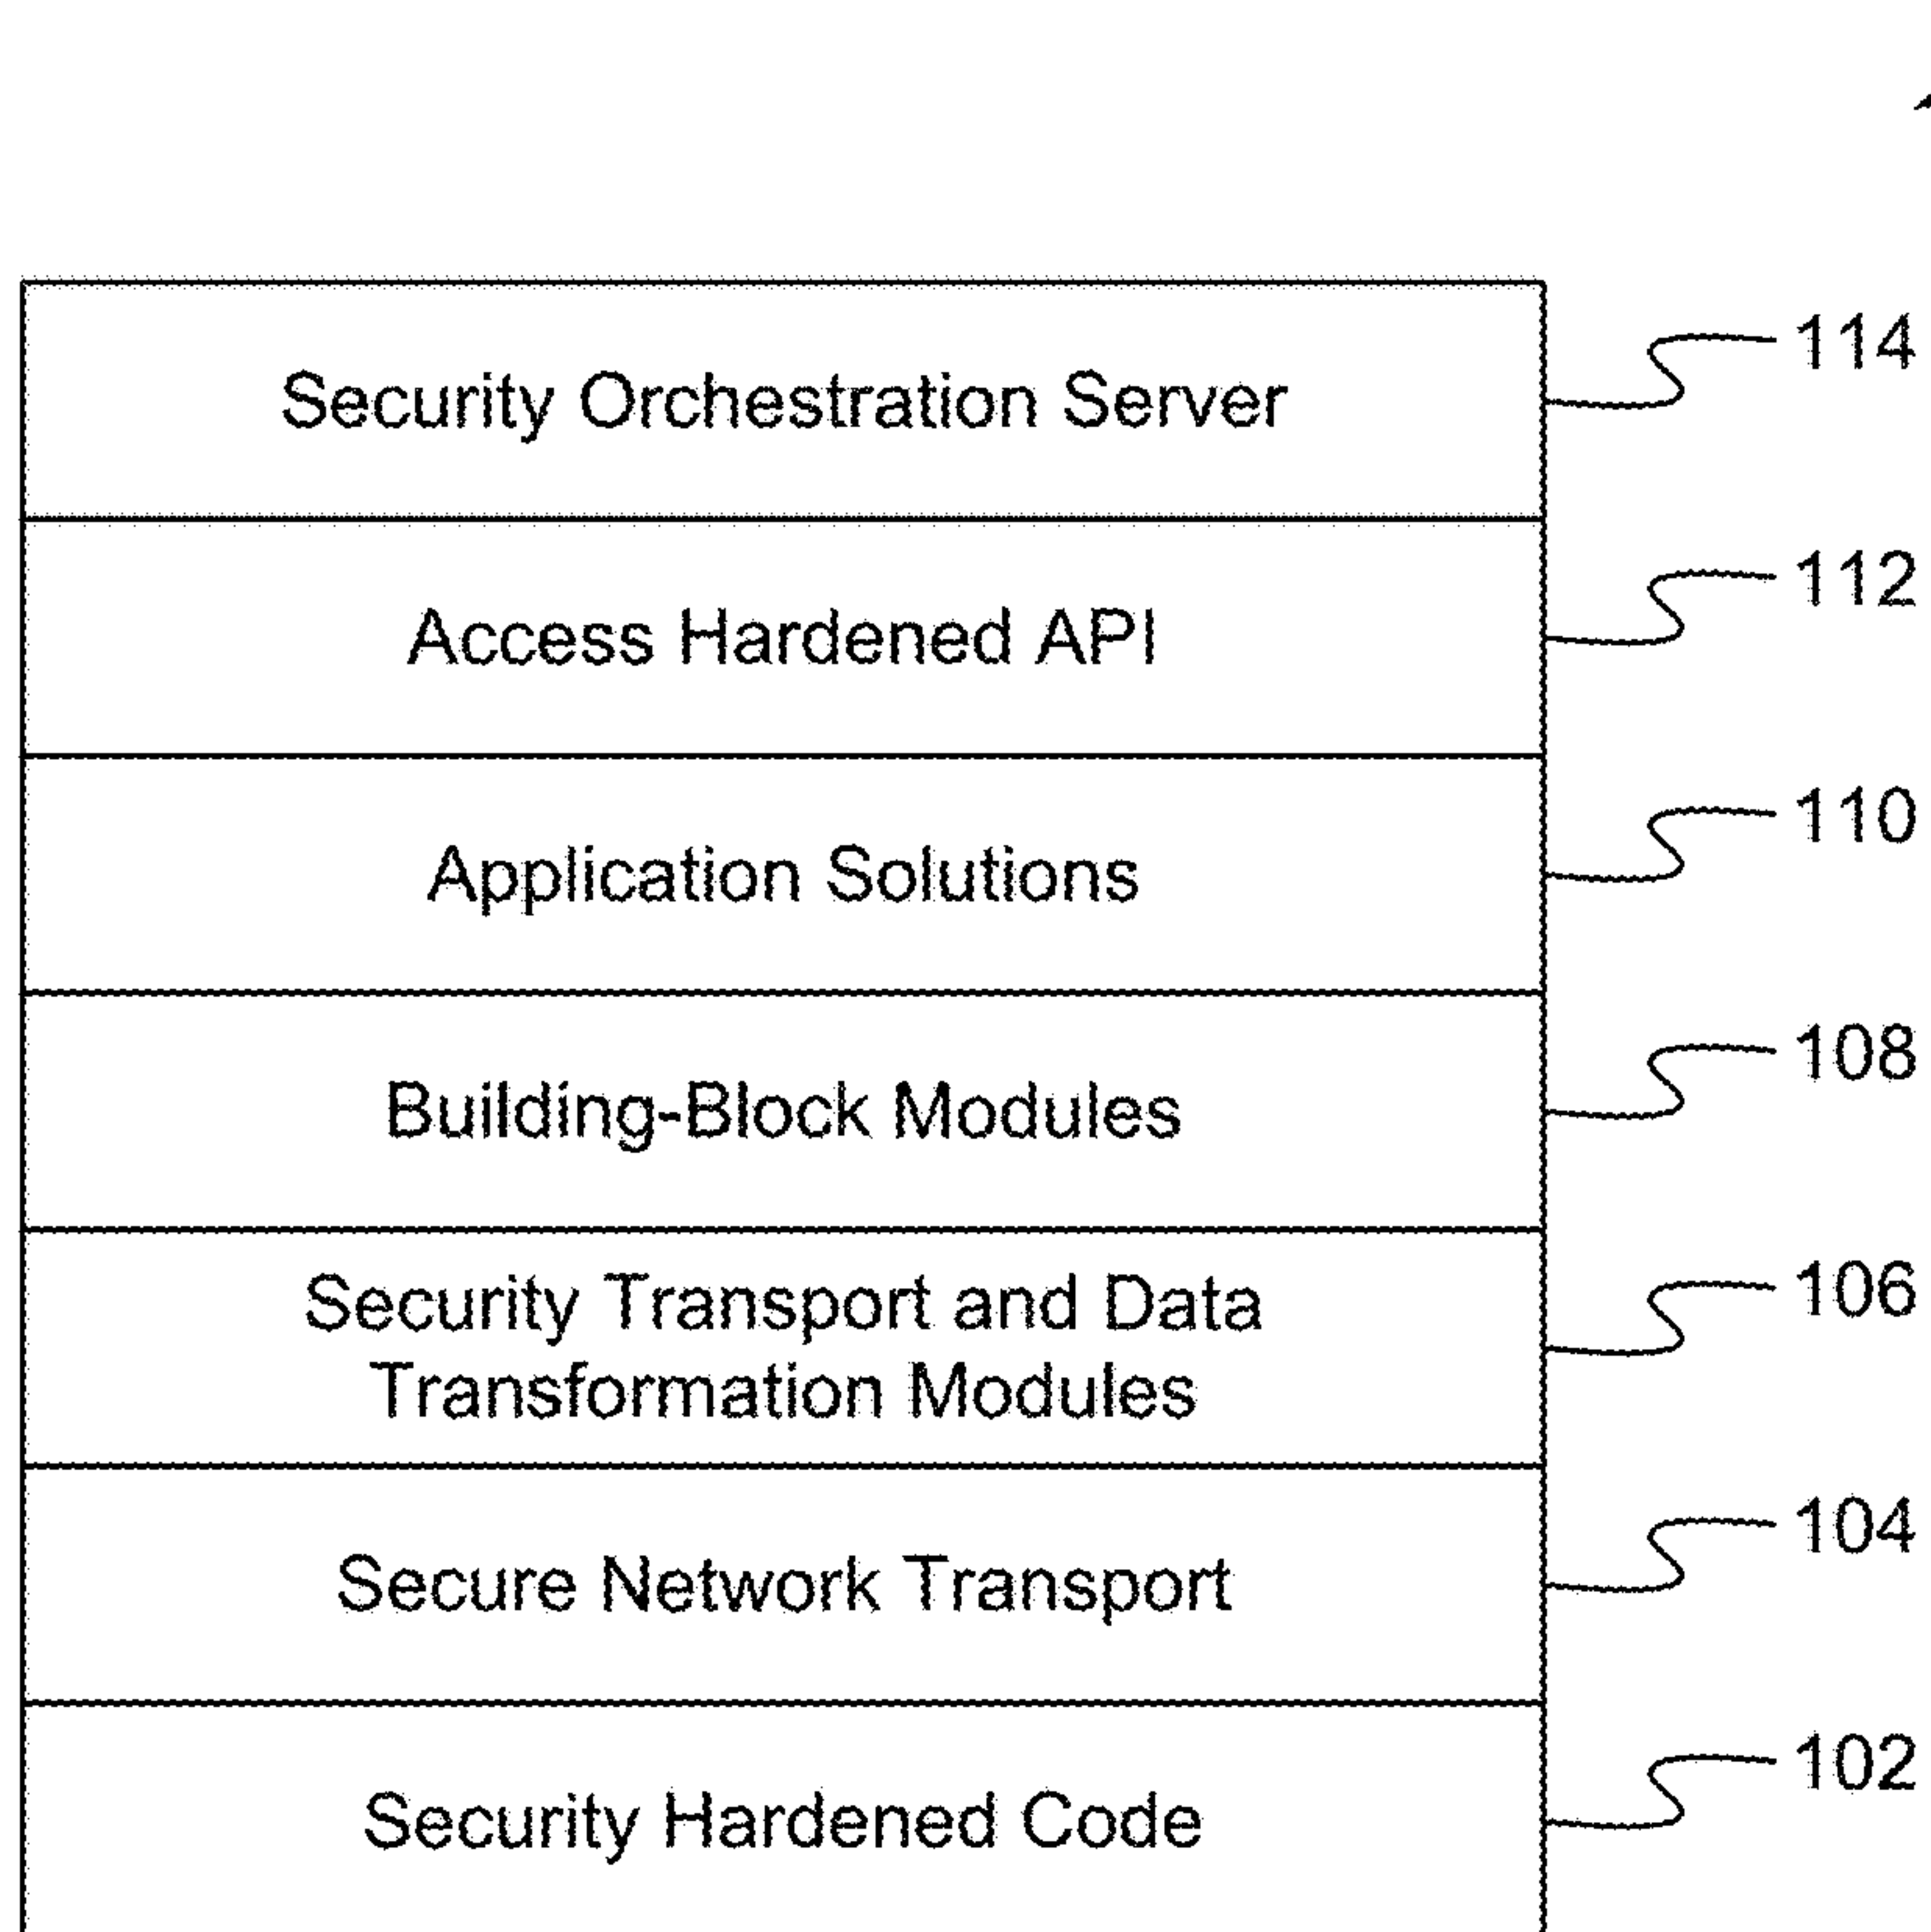 Security Orchestration Server
114
Access Hardened API
112
Application Solutions
110
Building-Block Modules
108
Security Transport and Data
Transformation Modules
106
Secure Network Transport
104
Security Hardened Code
102